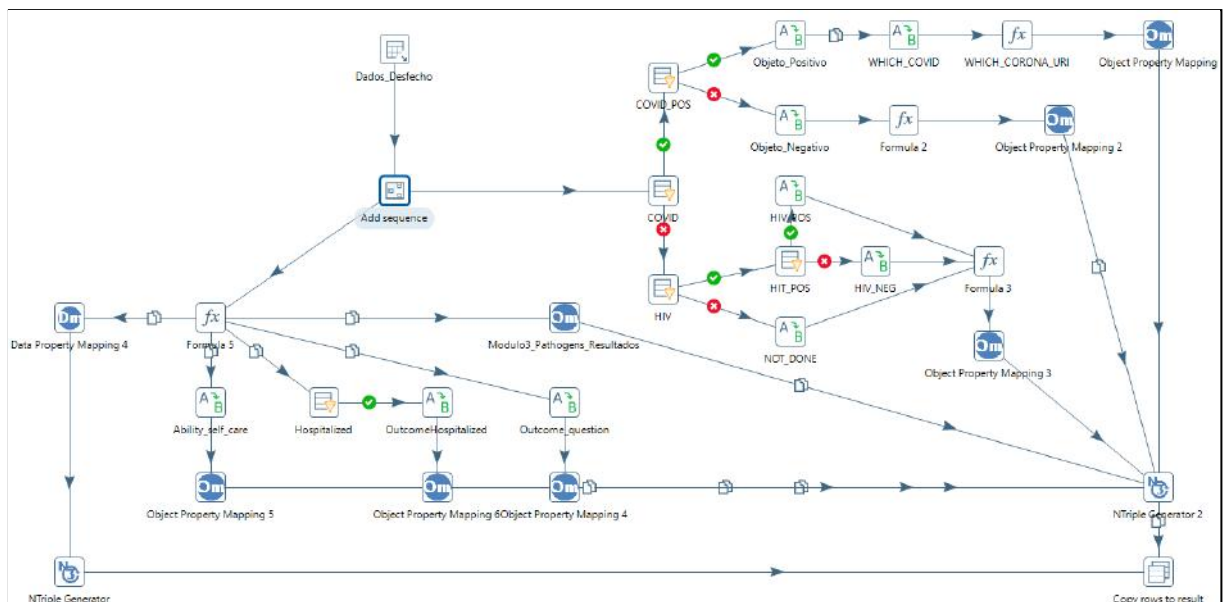 Dados_Desfecho
Objeto_Positivo
WHICH_COVID
WHICH_CORONA_URI
Object Property Mapping
COVID_POS
Objeto_Negativo
Formula 2
Object Property Mapping 2
Add sequence
COVID
HIV_POS
HIV
HIT_POS
HIV_NEG
Formula 3
NOT_DONE
Object Property Mapping 3
Data Property Mapping 4
Formula 5
Modulo3_Pathogens_Resultados
Ability_self_care
Hospitalized
OutcomeHospitalized
Outcome_question
Object Property Mapping 5
Object Property Mapping 6
Object Property Mapping 4
NTriple Generator 2
NTriple Generator
Copy rows to result